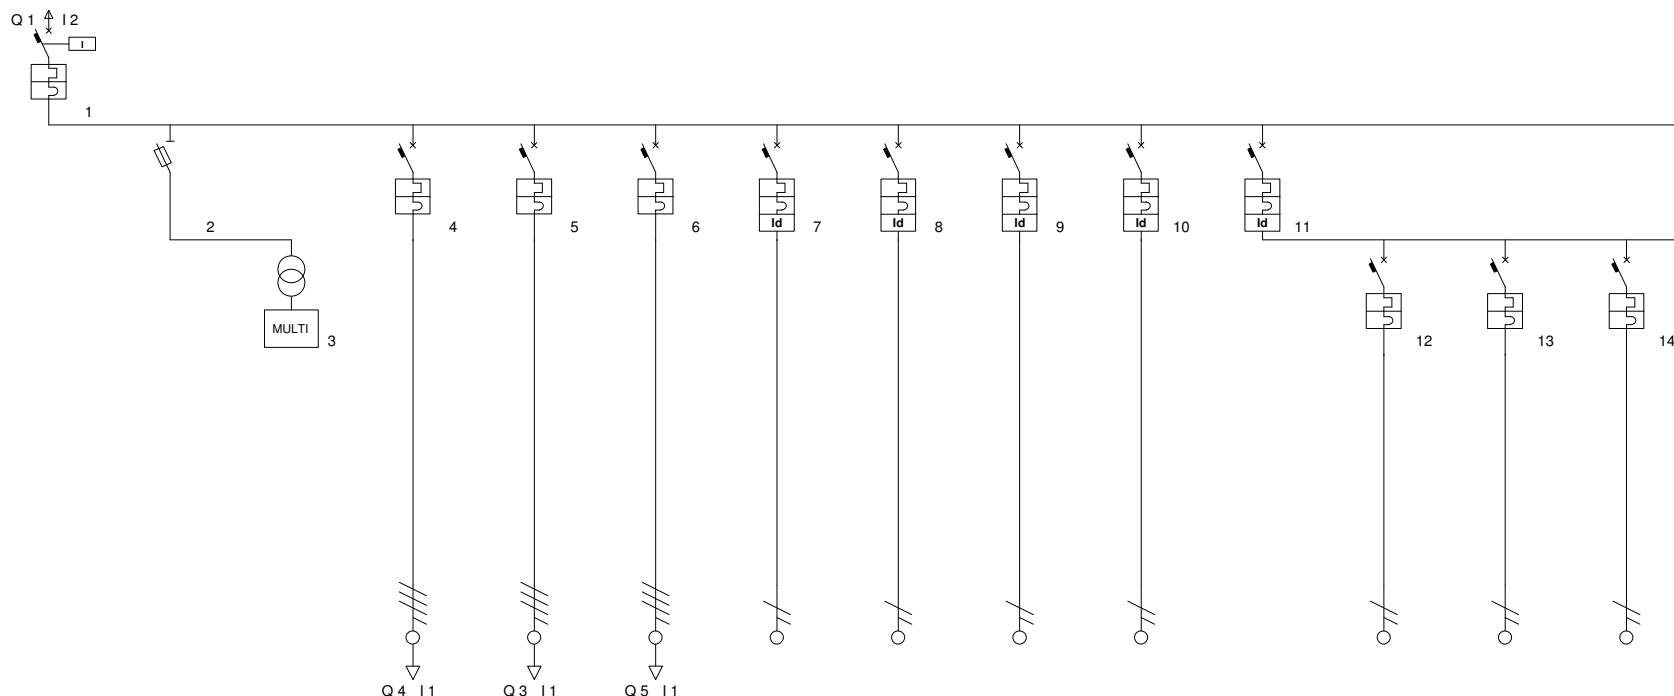 Q1 I2
I
1
2 4 5 6 7 8 9 10 11
Id Id Id Id Id
MULTI 3 12 13 14
Q4 I1 Q3 I1 Q5 I1